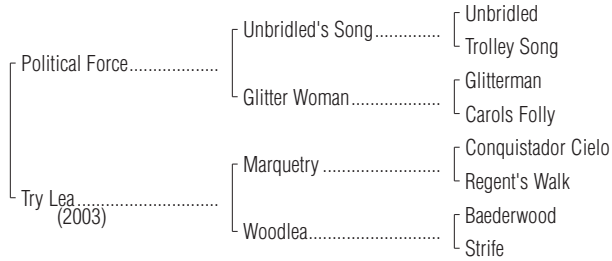 Unbridled
Unbridled's Song..............
Trolley Song
Political Force...................
Glitterman
Glitter Woman...................
Carols Folly
Conquistador Cielo
Marquetry .........................
Regent's Walk
Try Lea..............................
(2003)
Baederwood
Woodlea............................
Strife